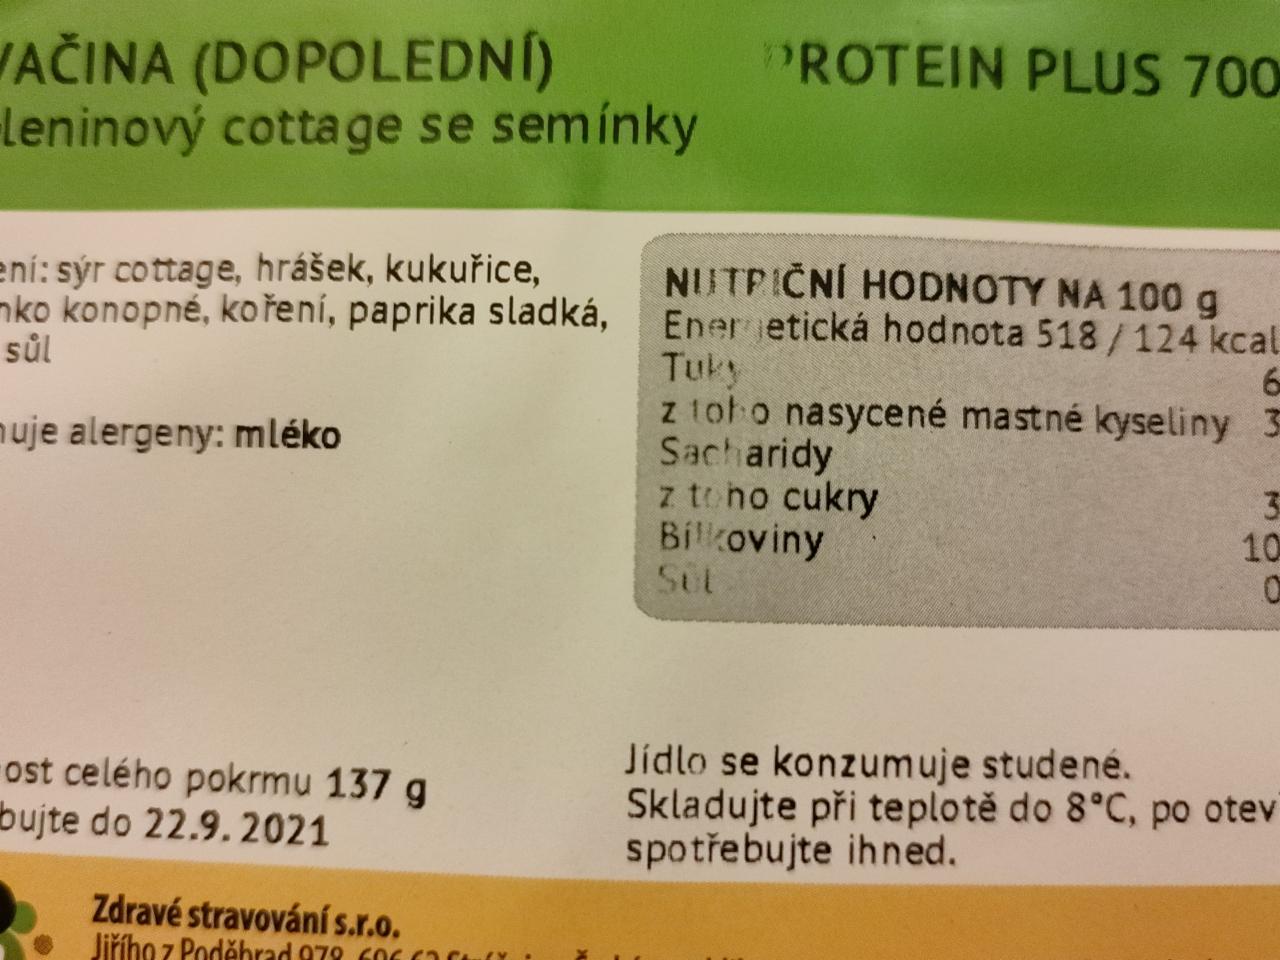 VAČINA (DOPOLEDNÍ)
PROTEIN PLUS 700
leninový cottage se semínky
ení: sýr cottage, hrášek, kukuřice,
nko konopné, koření, paprika sladká,
sůl
nuje alergeny: mléko
NUTRIČNÍ HODNOTY NA 100 g
Energetická hodnota 518 / 124 kcal
Tuky 6
z toho nasycené mastné kyseliny 3
Sacharidy
z toho cukry 3
Bílkoviny 10
Sůl 0
ost celého pokrmu 137 g
bujte do 22.9. 2021
Jídlo se konzumuje studené.
Skladujte při teplotě do 8°C, po otev
spotřebujte ihned.
Zdravé stravování s.r.o.
Jiřího z Poděbrad